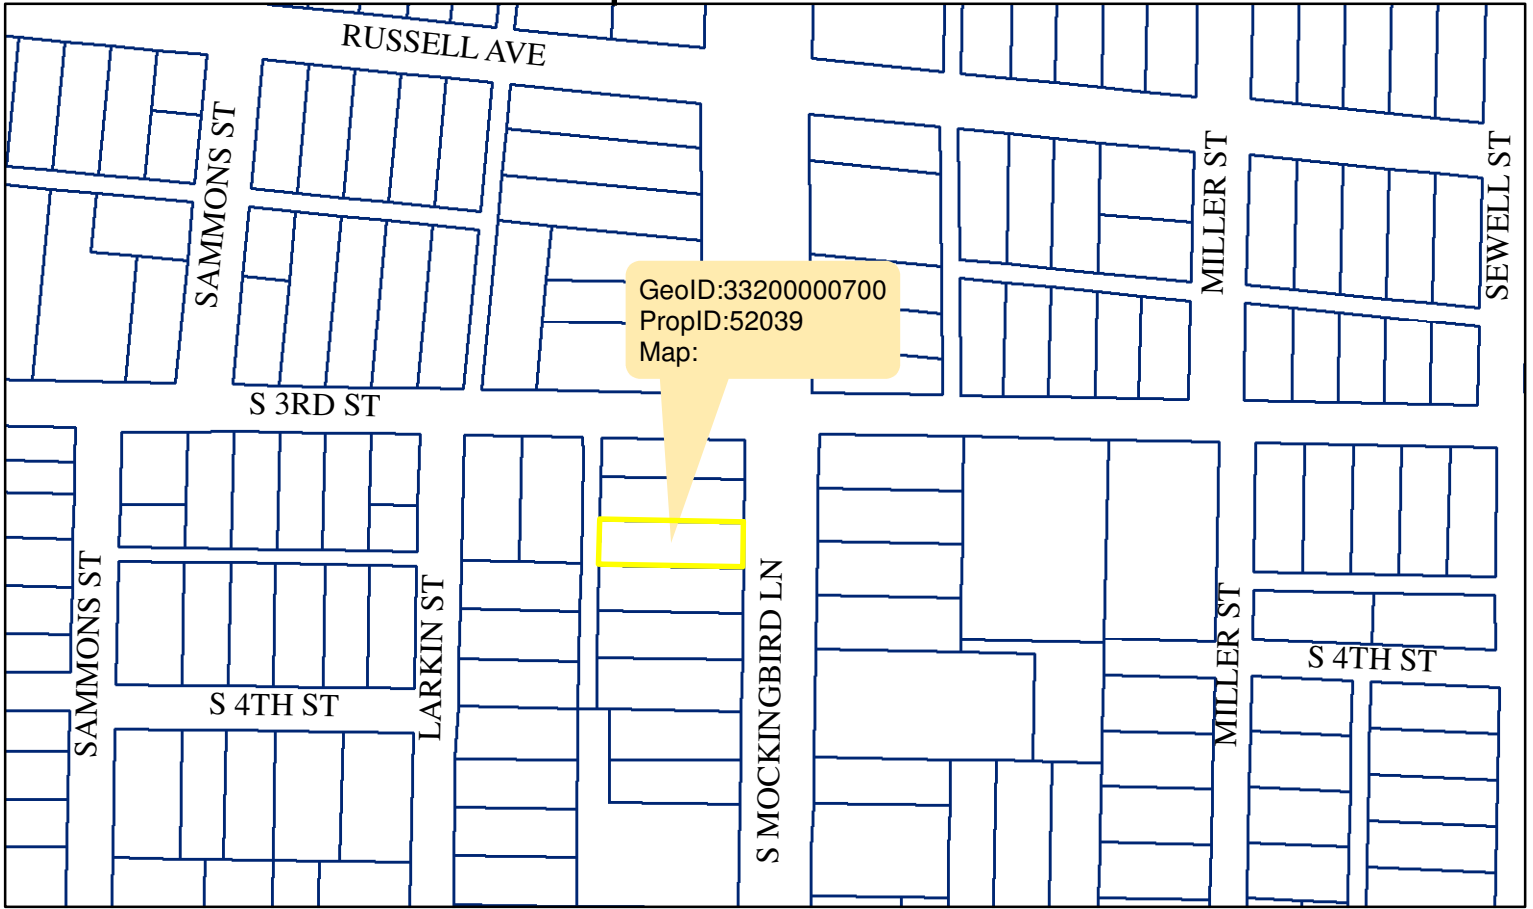 RUSSELL AVE
SAMMONS ST
MILLER ST
SEWELL ST
GeoID:33200000700
PropID:52039
Map:
S 3RD ST
SAMMONS ST
LARKIN ST
S MOCKINGBIRD LN
MILLER ST
S 4TH ST
S 4TH ST